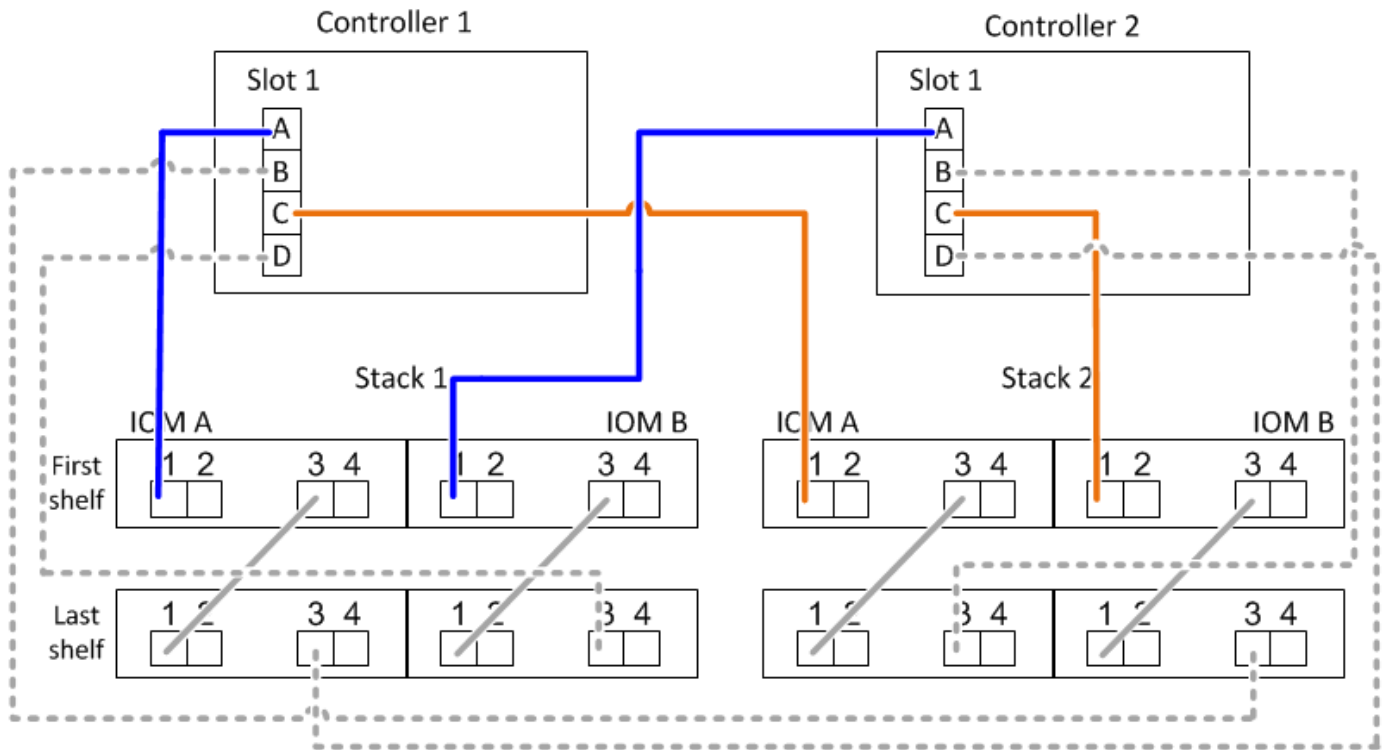 Controller 1
Controller 2
Slot 1
Slot 1
A
A
B
B
C
C
D
D
Stack 1
Stack 2
IOM A
IOM B
IOM A
IOM B
First
shelf
1 2 3 4 1 2 3 4 1 2 3 4 1 2 3 4
Last
shelf
1 2 3 4 1 2 3 4 1 2 3 4 1 2 3 4